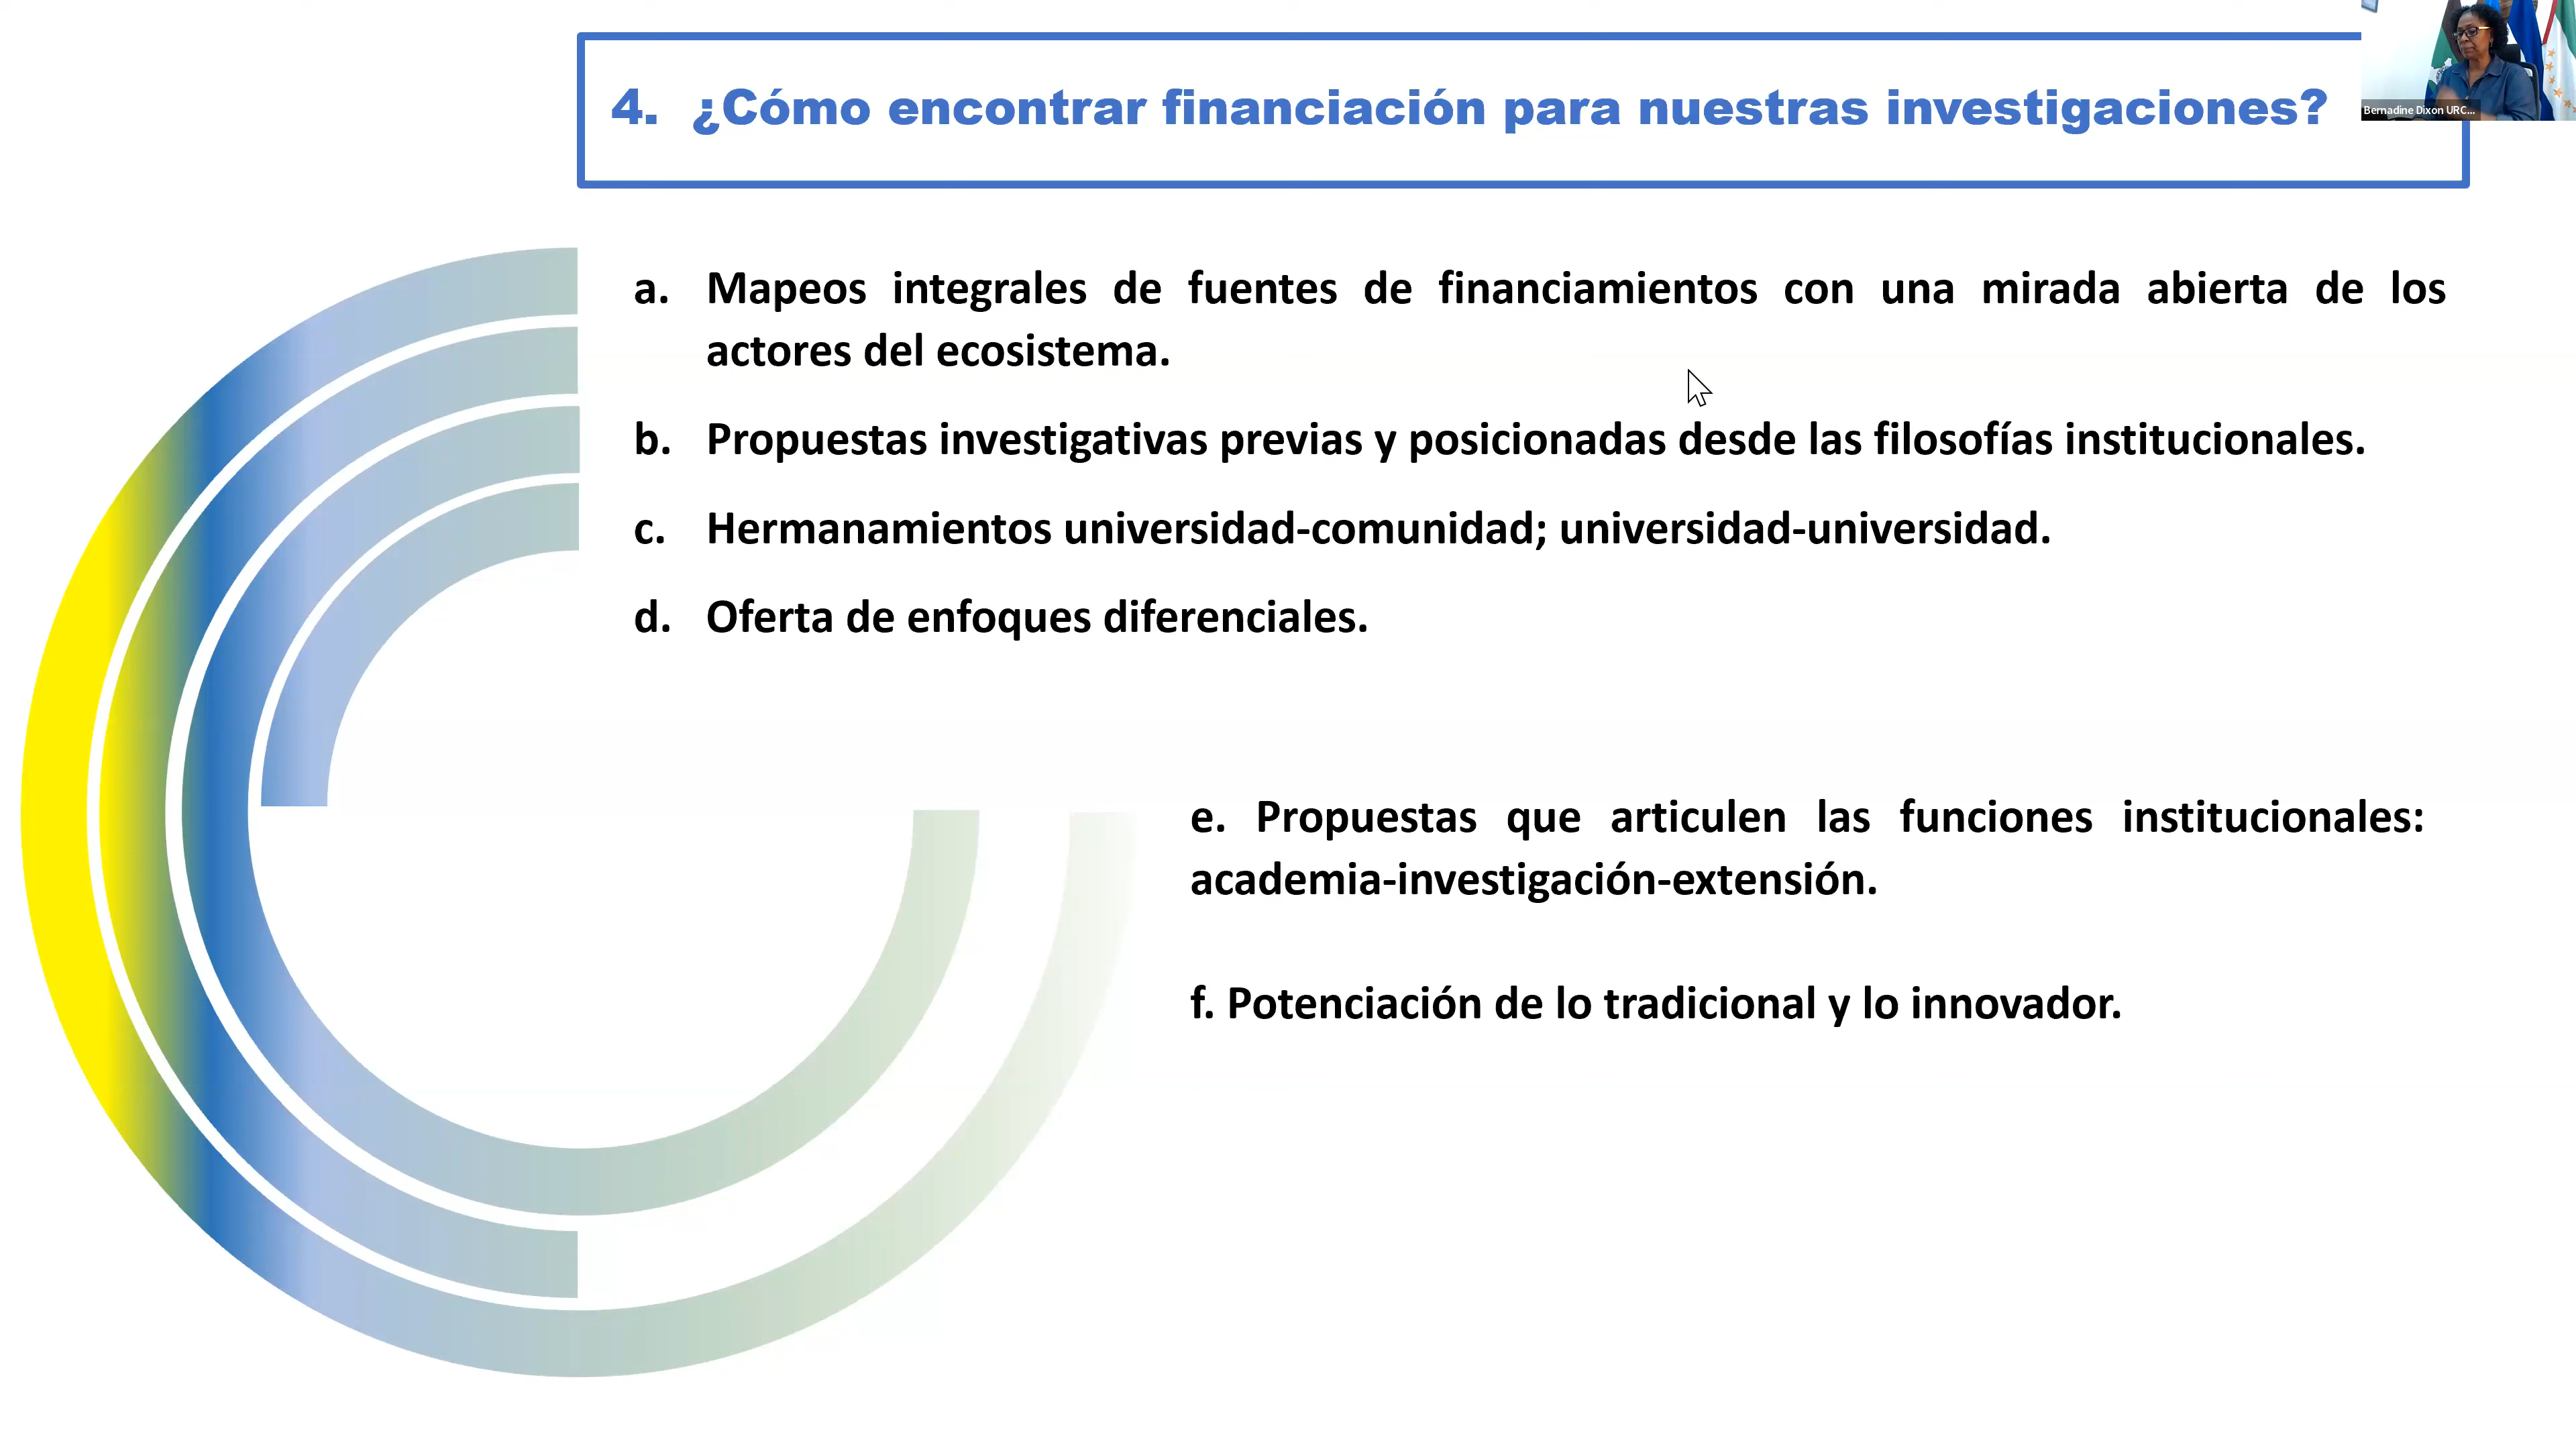 4. ¿Cómo encontrar financiación para nuestras investigaciones?
Bernadine Dixon URC...
a. Mapeos integrales de fuentes de financiamientos con una mirada abierta de los
actores del ecosistema.
b. Propuestas investigativas previas y posicionadas desde las filosofías institucionales.
c. Hermanamientos universidad-comunidad; universidad-universidad.
d. Oferta de enfoques diferenciales.
e. Propuestas que articulen las funciones institucionales:
academia-investigación-extensión.
f. Potenciación de lo tradicional y lo innovador.